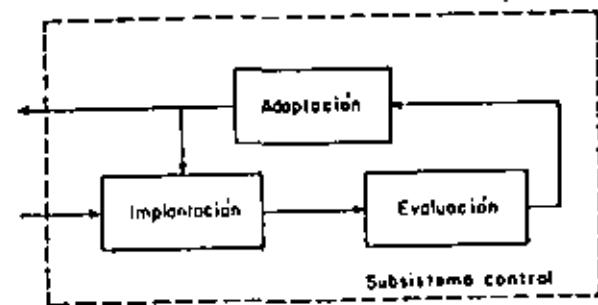 Adaptación
Implantación
Evaluación
Subsistema control